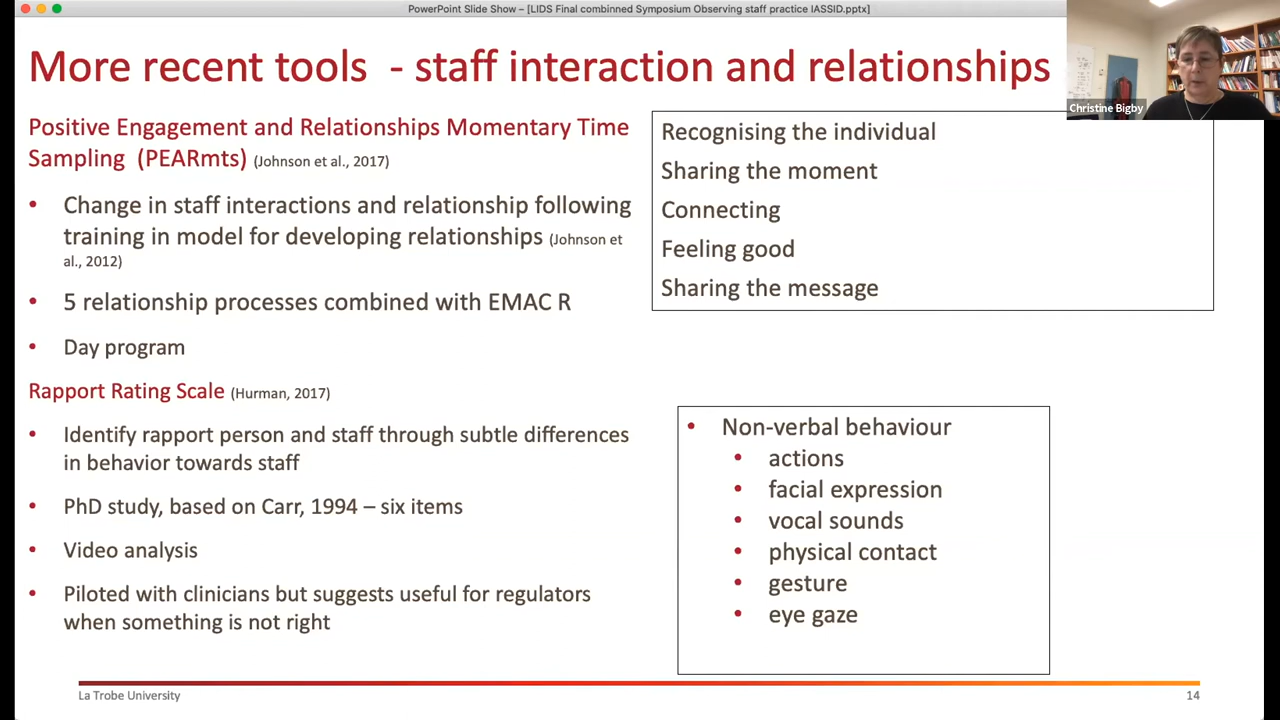 PowerPoint Slide Show – [LIDS Final combinned Symposium Observing staff practice IASSID.pptx]
More recent tools - staff interaction and relationships
Christine Bigby
Positive Engagement and Relationships Momentary Time
Sampling (PEARmts) (Johnson et al., 2017)
• Change in staff interactions and relationship following
training in model for developing relationships (Johnson et
al., 2012)
• 5 relationship processes combined with EMAC R
• Day program
Rapport Rating Scale (Hurman, 2017)
• Identify rapport person and staff through subtle differences
in behavior towards staff
• PhD study, based on Carr, 1994 – six items
• Video analysis
• Piloted with clinicians but suggests useful for regulators
when something is not right
Recognising the individual
Sharing the moment
Connecting
Feeling good
Sharing the message
• Non-verbal behaviour
• actions
• facial expression
• vocal sounds
• physical contact
• gesture
• eye gaze
La Trobe University
14